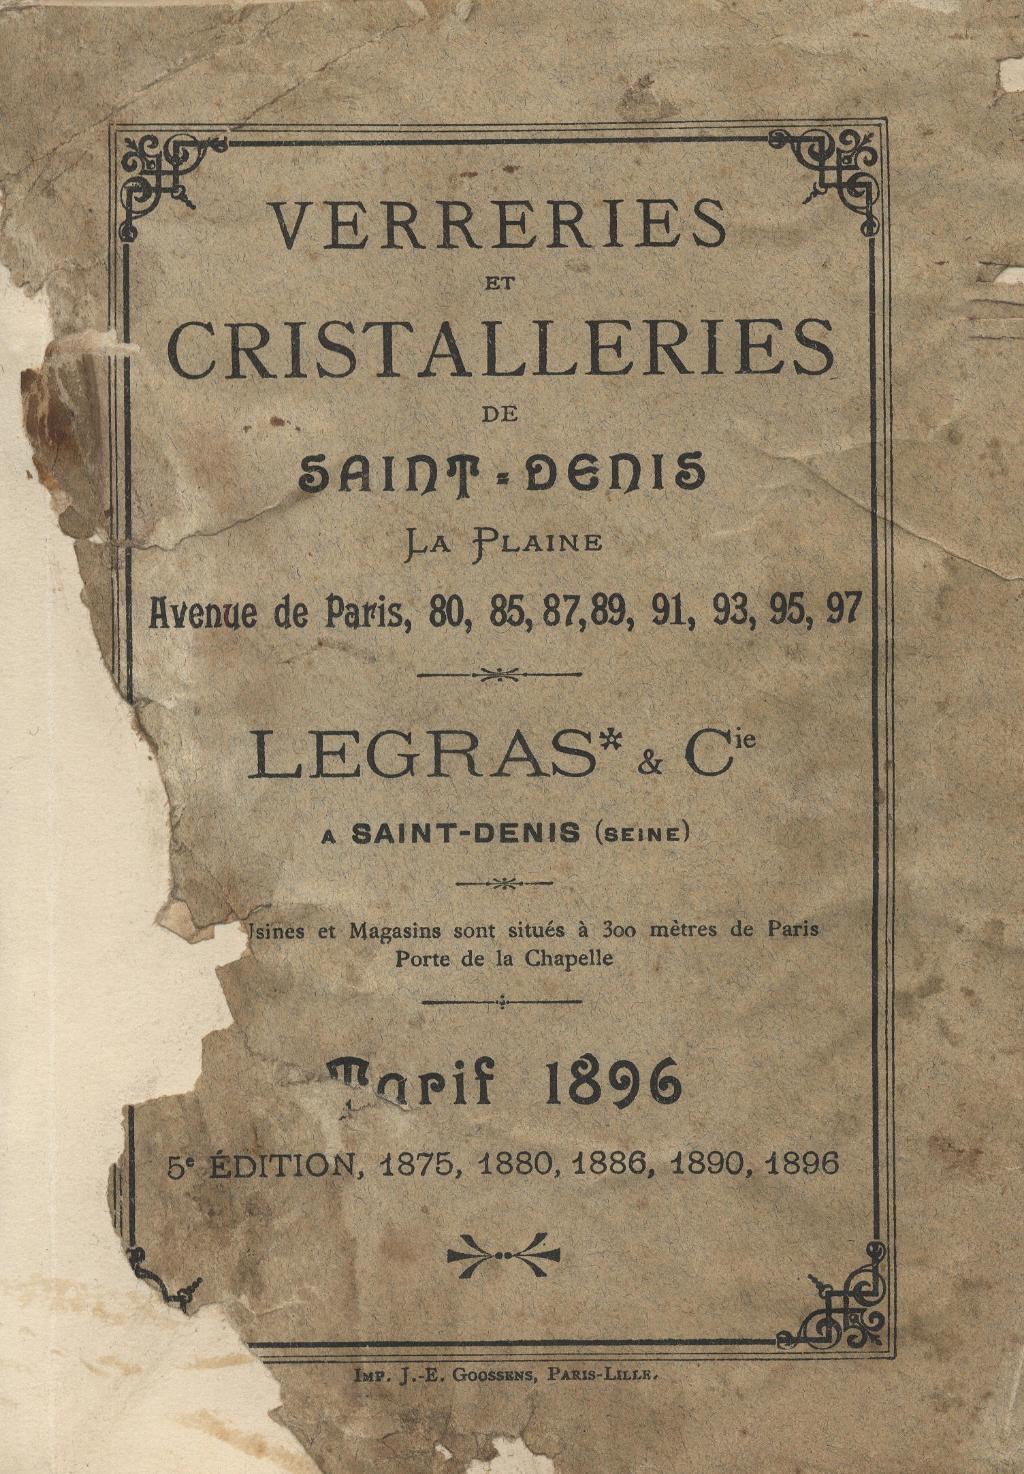 VERRERIES
ET
CRISTALLERIES
DE
SAINT-DENIS
LA PLAINE
Avenue de Paris, 80, 85, 87, 89, 91, 93, 95, 97
LEGRAS* & Cie
A SAINT-DENIS (SEINE)
Usines et Magasins sont situés à 300 mètres de Paris
Porte de la Chapelle
Tarif 1896
5e ÉDITION, 1875, 1880, 1886, 1890, 1896
IMP. J.-E. GOOSSENS, PARIS-LILLE.